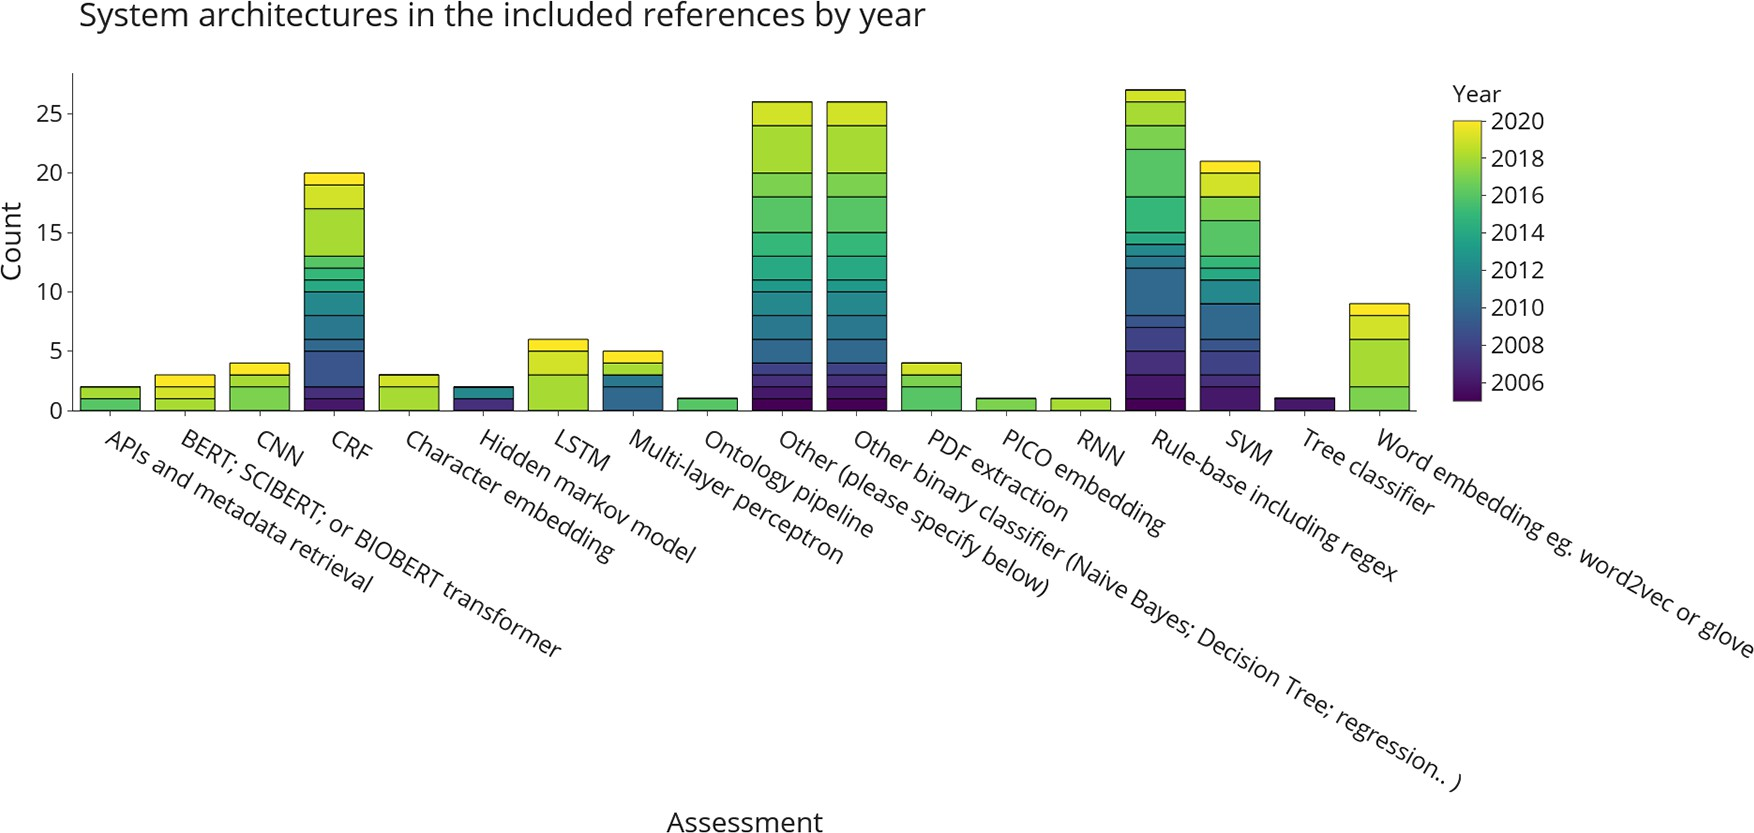 System architectures in the included references by year
Count
25
20
15
10
5
0
Year
2020
2018
2016
2014
2012
2010
2008
2006
APIs and metadata retrieval
BERT; SCIBERT; or BIOBERT transformer
CNN
CRF
Character embedding
Hidden markov model
LSTM
Multi-layer perceptron
Ontology pipeline
Other (please specify below)
Other binary classifier (Naive Bayes; Decision Tree; regression.. )
PDF extraction
PICO embedding
RNN
Rule-base including regex
SVM
Tree classifier
Word embedding eg. word2vec or glove
Assessment